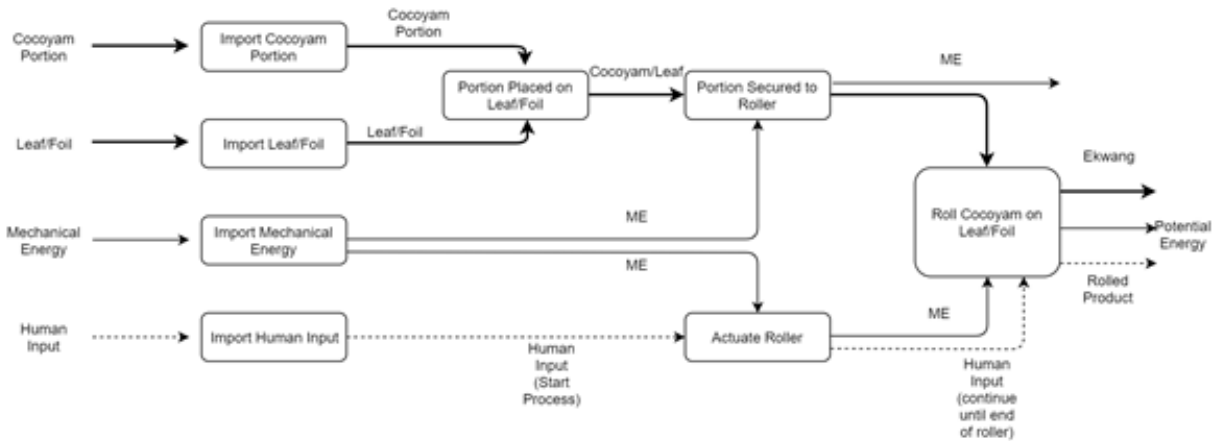 Cocoyam
Portion
Import Cocoyam
Portion
Cocoyam
Portion
Portion Placed on
Leaf/Foil
Cocoyam/Leaf
Portion Secured to
Roller
ME
Leaf/Foil
Import Leaf/Foil
Leaf/Foil
Ekwang
Roll Cocoyam on
Leaf/Foil
Potential
Energy
Rolled
Product
Mechanical
Energy
Import Mechanical
Energy
ME
ME
ME
Human
Input
Import Human Input
Human
Input
(Start
Process)
Actuate Roller
Human
Input
(continue
until end
of roller)